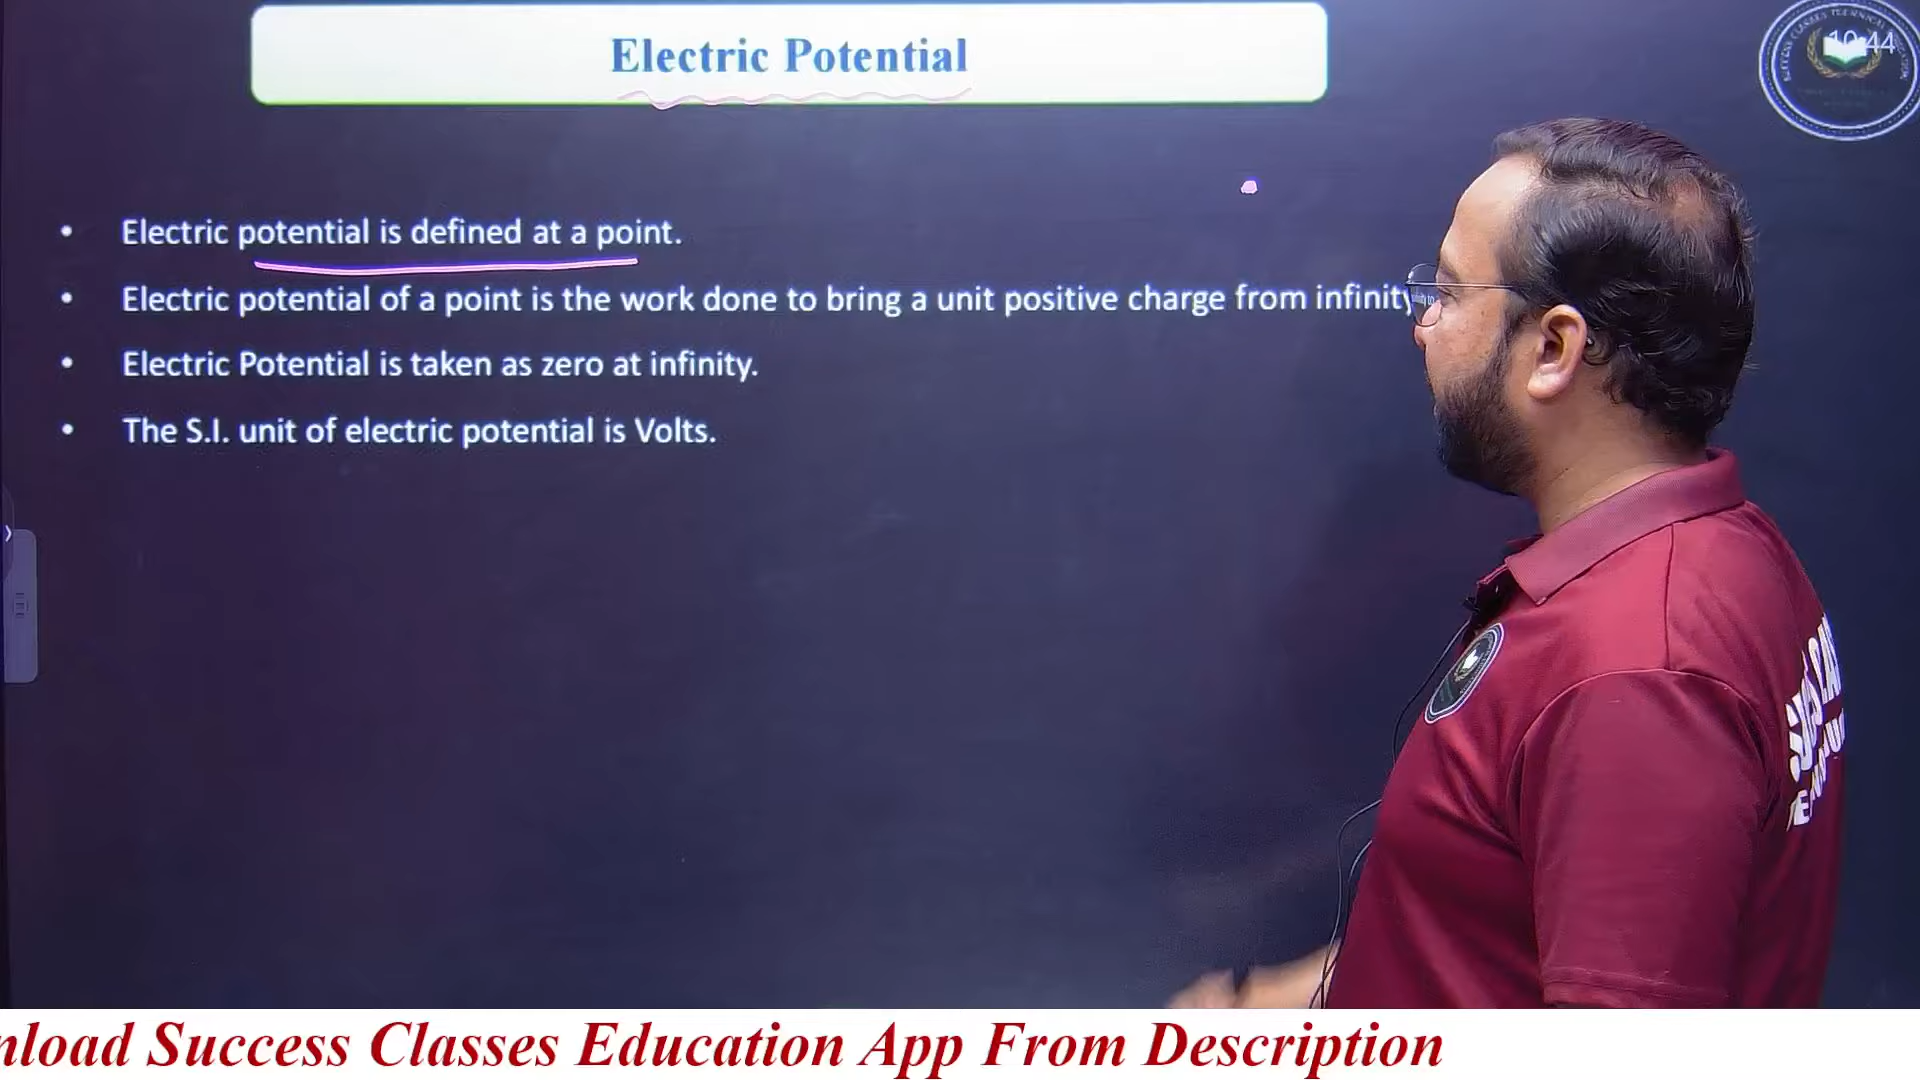 Electric Potential
10:44
• Electric potential is defined at a point.
• Electric potential of a point is the work done to bring a unit positive charge from infinity
• Electric Potential is taken as zero at infinity.
• The S.I. unit of electric potential is Volts.
nload Success Classes Education App From Description